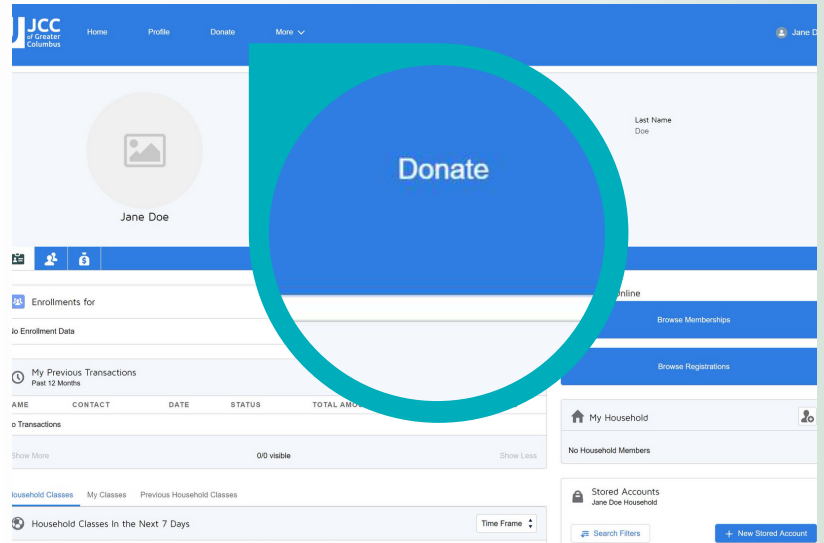 JCC
of Greater
Columbus
Home Profile Donate More
Jane D
Donate
Last Name
Doe
Jane Doe
Enrollments for
No Enrollment Data
My Previous Transactions
Past 12 Months
AME CONTACT DATE STATUS TOTAL AMOU
o Transactions
Show More 0/0 visible Show Less
Household Classes My Classes Previous Household Classes
Household Classes In the Next 7 Days
Time Frame
nline
Browse Memberships
Browse Registrations
My Household
No Household Members
Stored Accounts
Jane Doe Household
Search Filters
+ New Stored Account